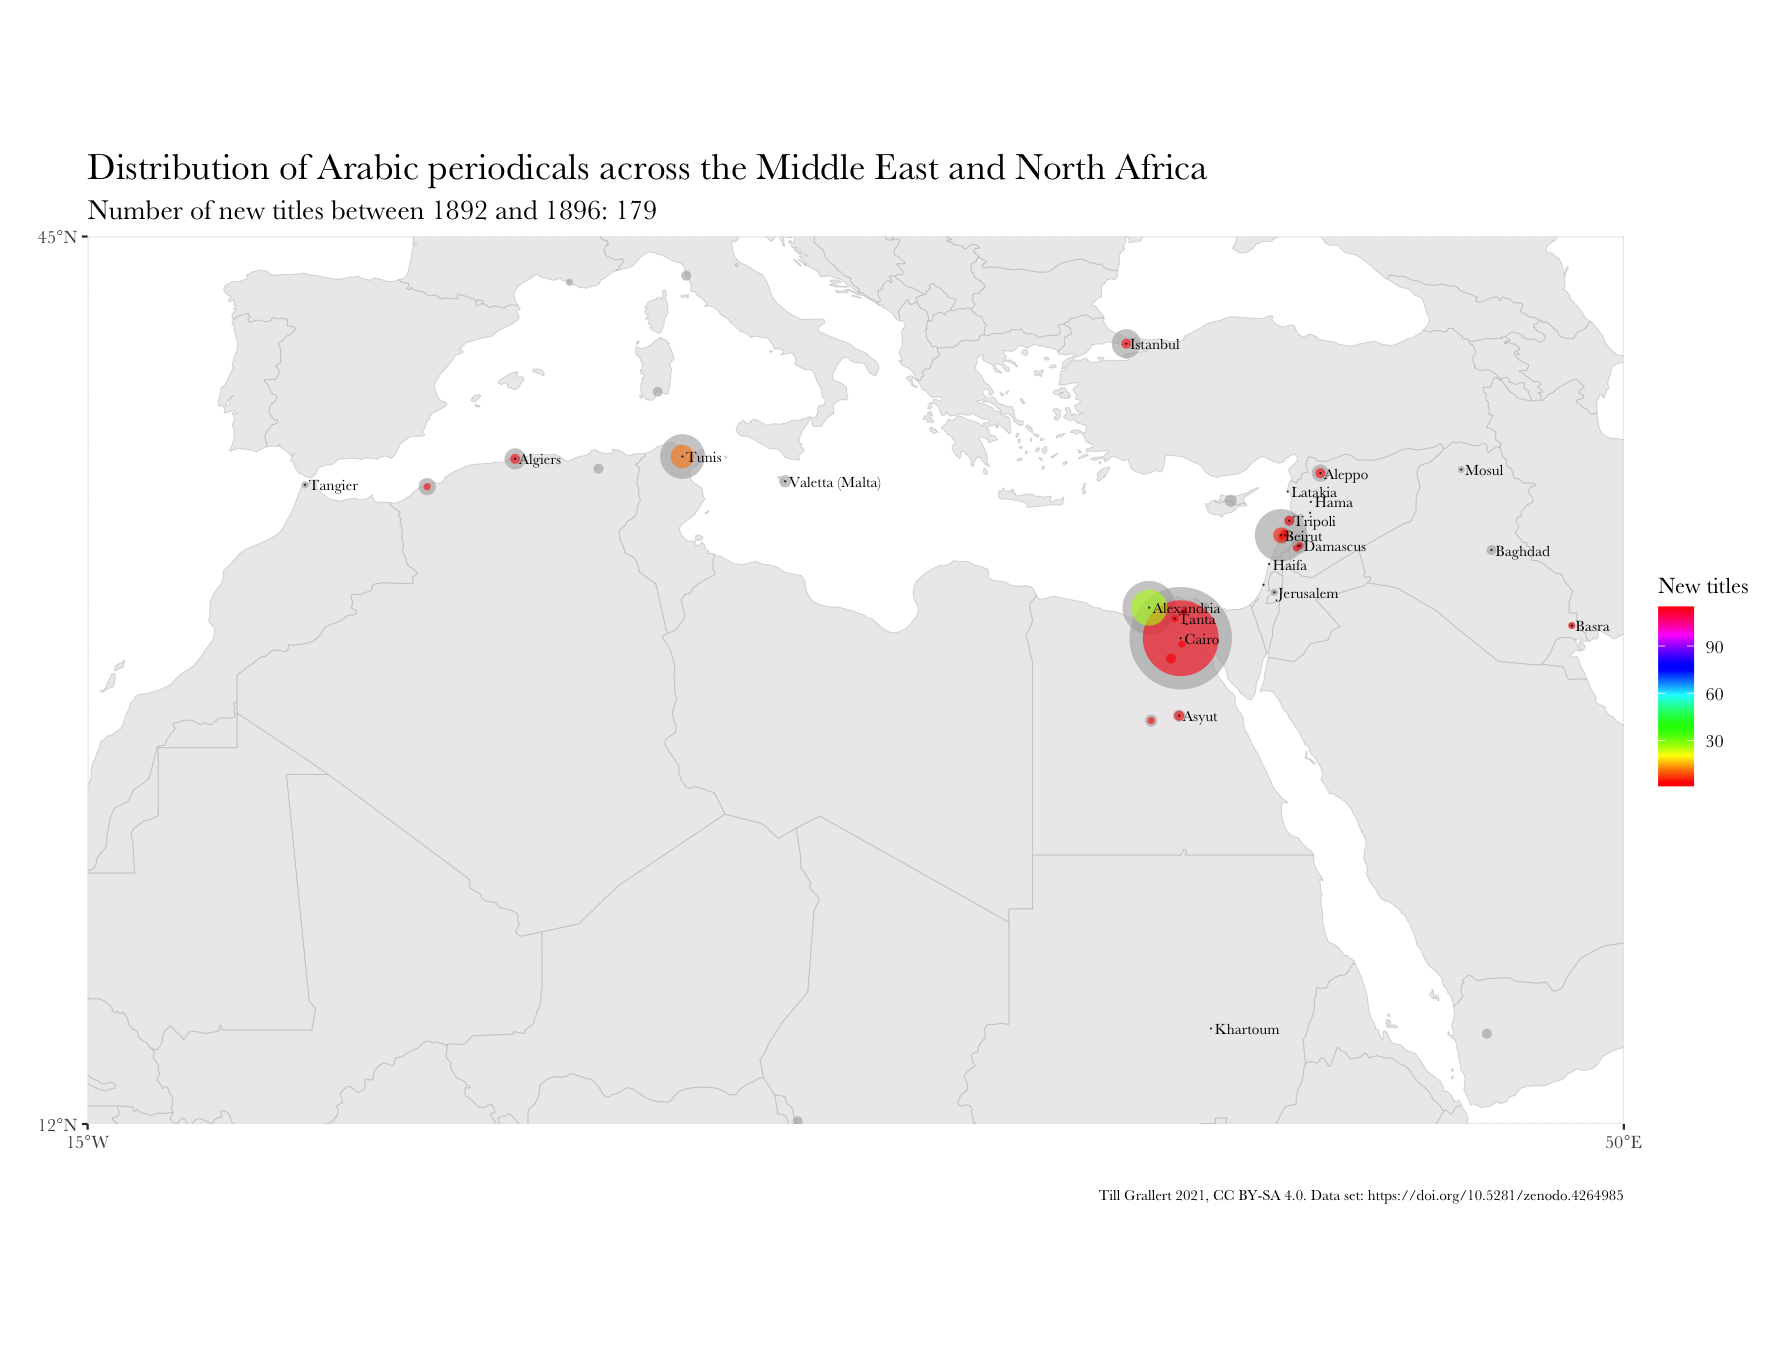 Distribution of Arabic periodicals across the Middle East and North Africa
Number of new titles between 1892 and 1896: 179
45°N
Istanbul
Algiers
Tunis
Tangier
Valetta (Malta)
Aleppo
Mosul
Latakia
Hama
Tripoli
Beirut
Damascus
Baghdad
Haifa
Jerusalem
Alexandria
Tanta
Cairo
Basra
Asyut
Khartoum
New titles
90
60
30
12°N
15°W
50°E
Till Grallert 2021, CC BY-SA 4.0. Data set: https://doi.org/10.5281/zenodo.4264985